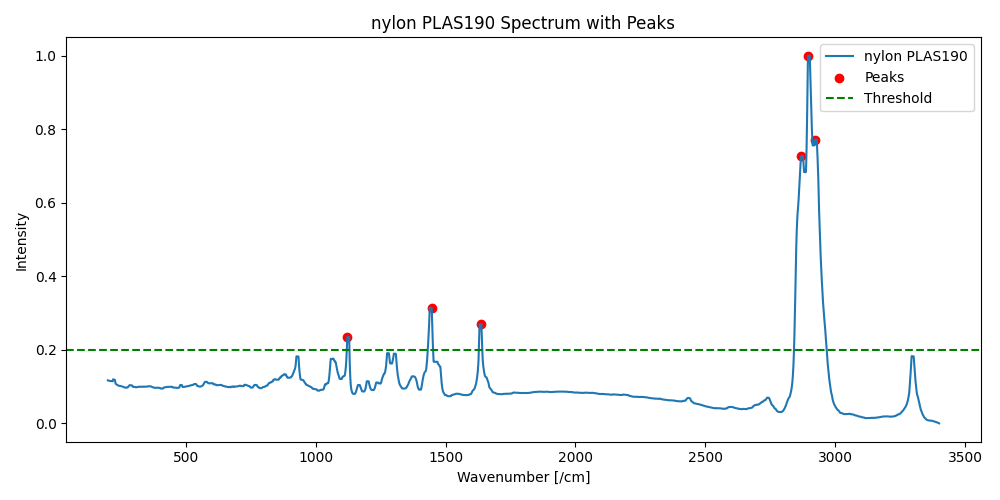 nylon PLAS190 Spectrum with Peaks
nylon PLAS190
Peaks
Threshold
Intensity
1.0
0.8
0.6
0.4
0.2
0.0
500 1000 1500 2000 2500 3000 3500
Wavenumber [/cm]